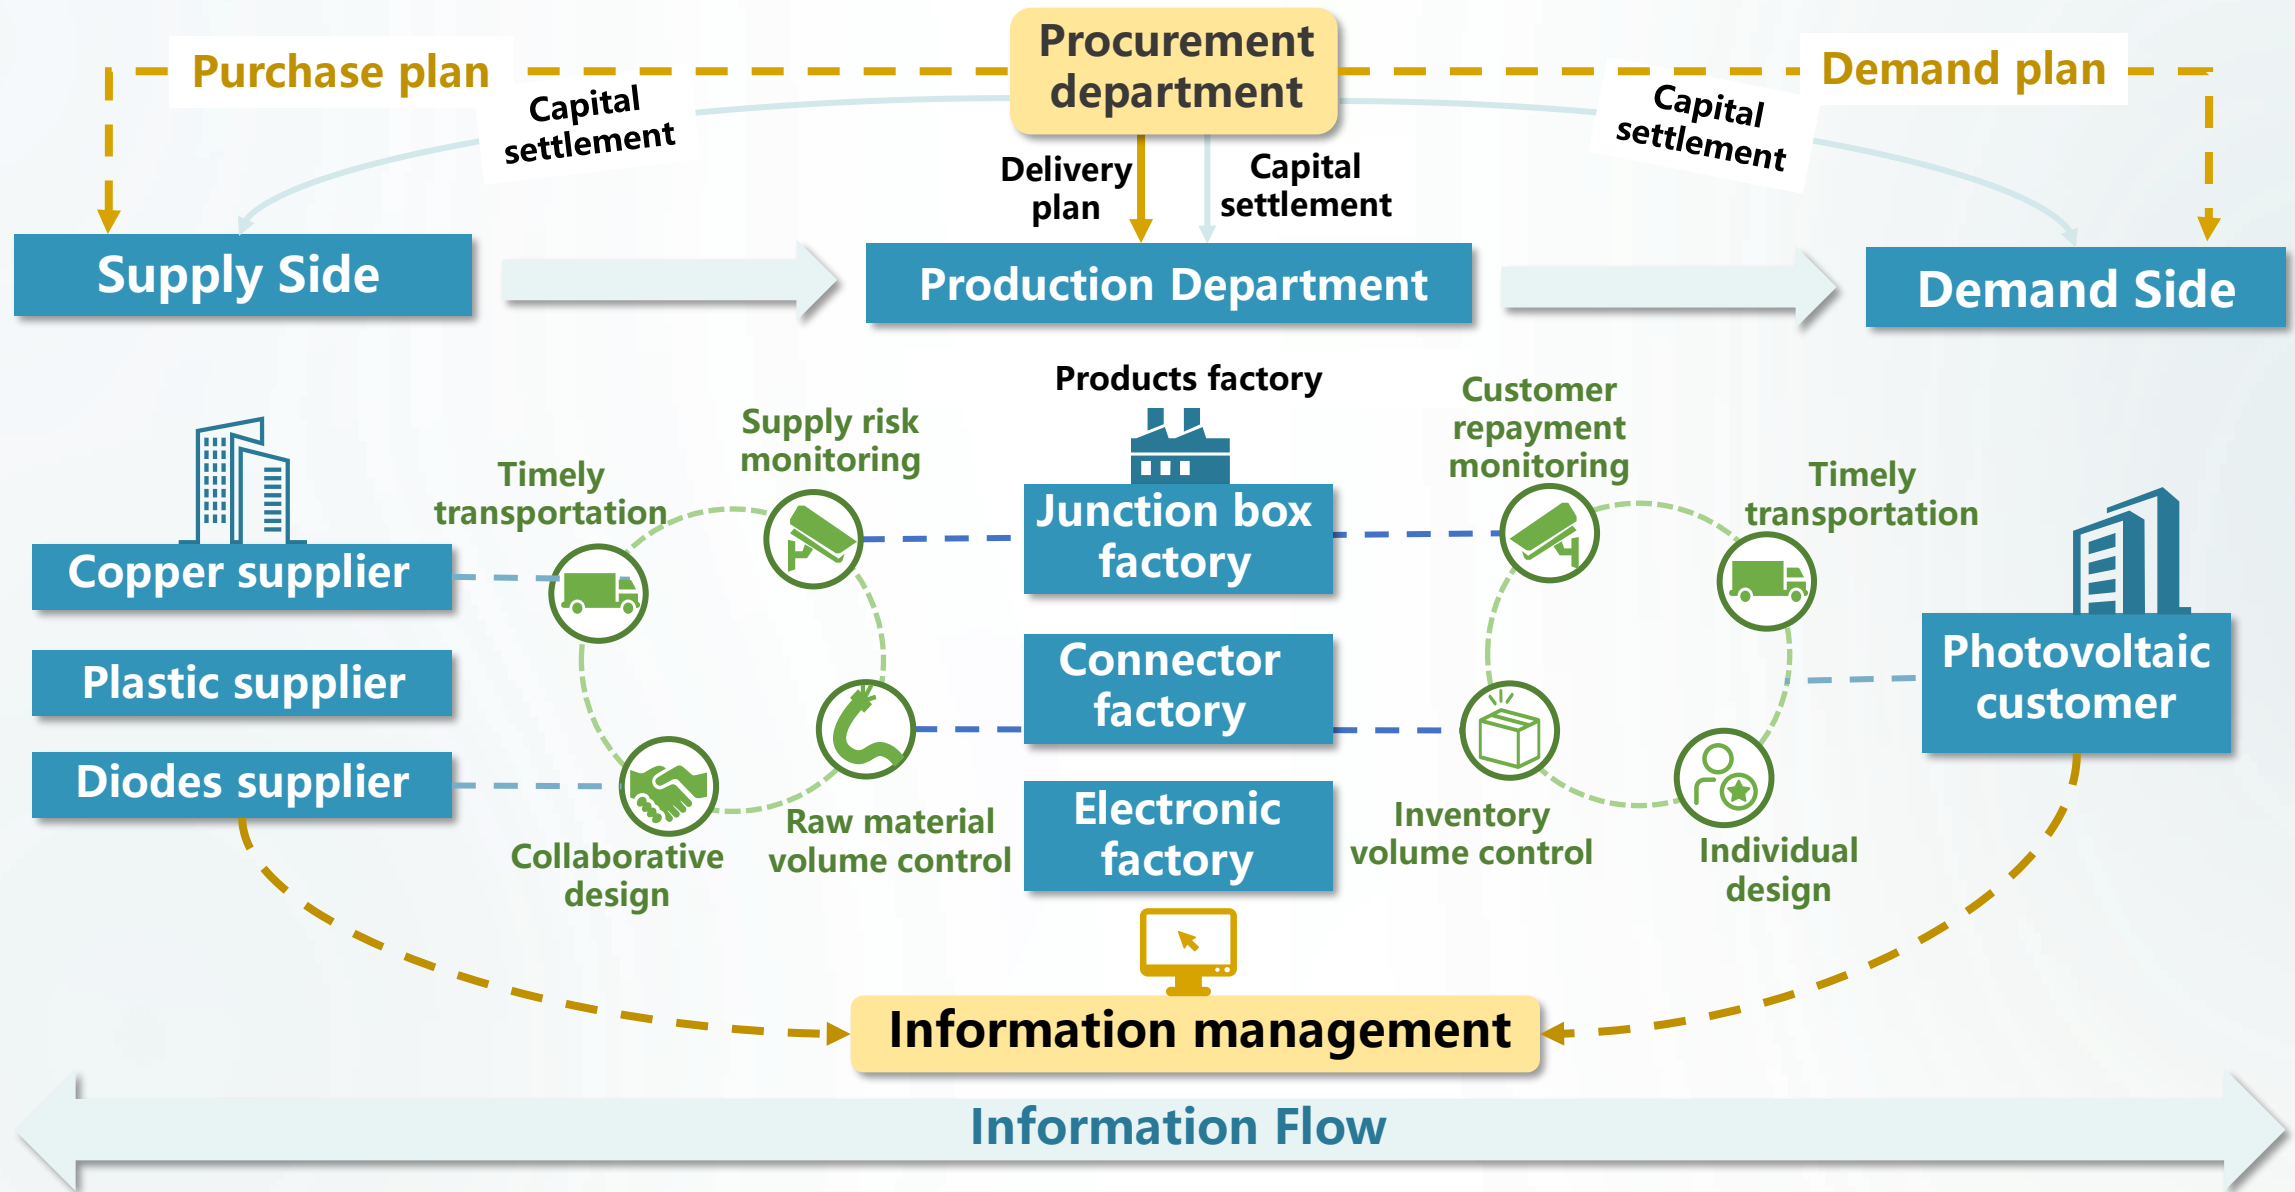 Procurement
department
Purchase plan
Demand plan
Capital
settlement
Delivery
plan
Capital
settlement
Capital
settlement
Supply Side
Production Department
Demand Side
Products factory
Timely
transportation
Supply risk
monitoring
Customer
repayment
monitoring
Timely
transportation
Copper supplier
Plastic supplier
Diodes supplier
Junction box
factory
Connector
factory
Electronic
factory
Photovoltaic
customer
Collaborative
design
Raw material
volume control
Inventory
volume control
Individual
design
Information management
Information Flow